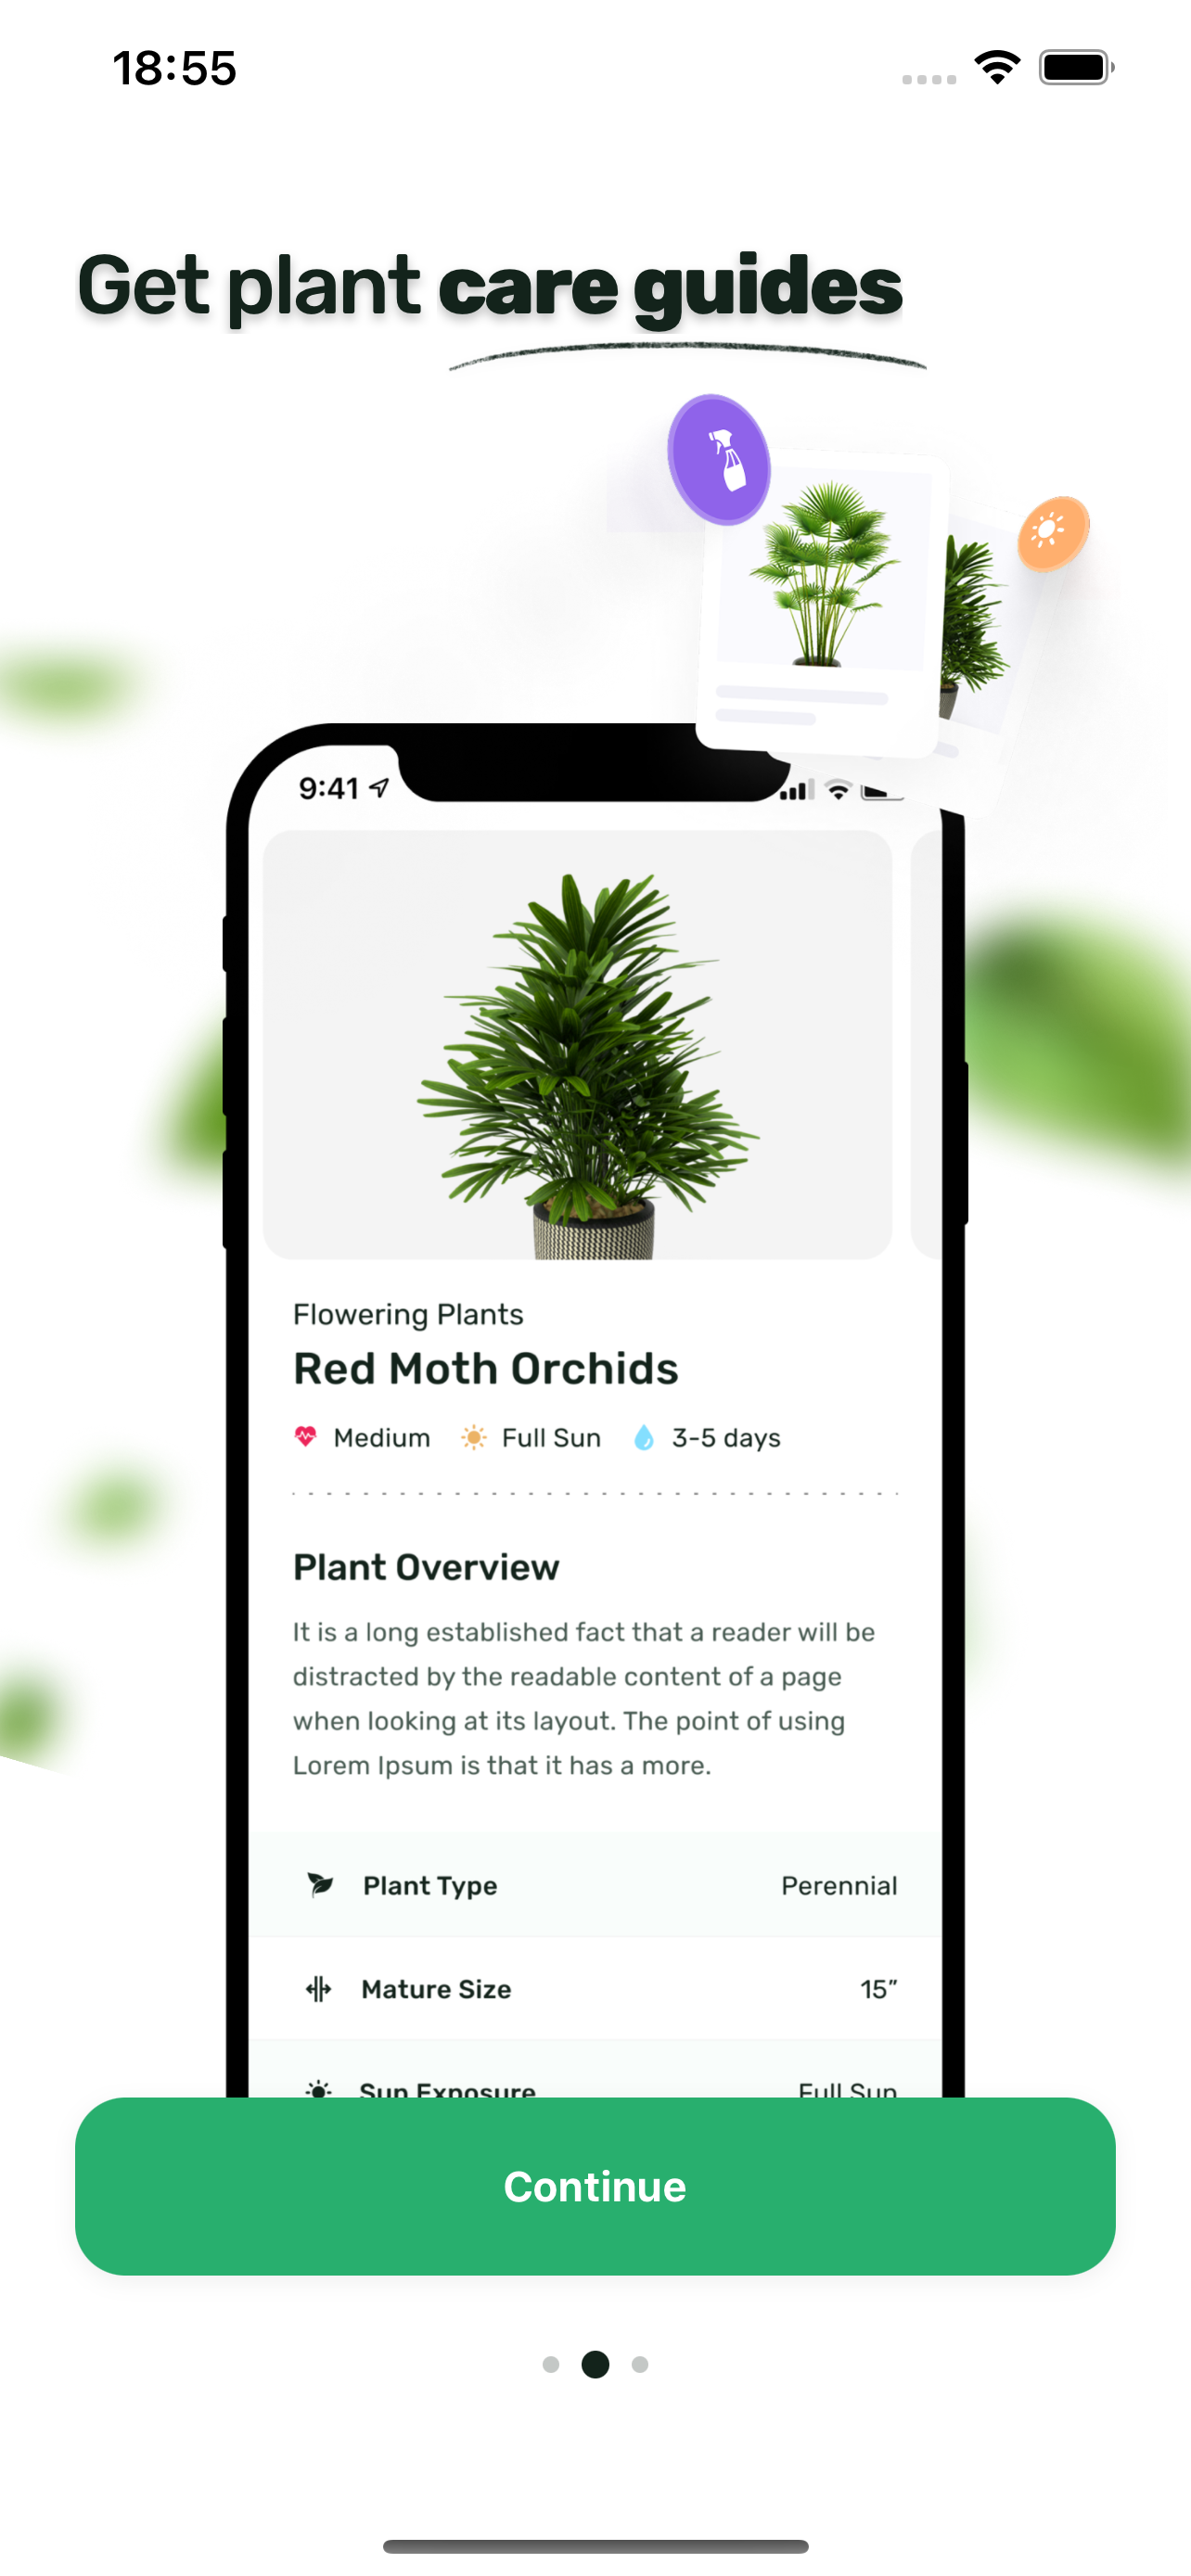 18:55
Get plant care guides
9:41
Flowering Plants
Red Moth Orchids
Medium Full Sun 3-5 days
Plant Overview
It is a long established fact that a reader will be
distracted by the readable content of a page
when looking at its layout. The point of using
Lorem Ipsum is that it has a more.
Plant Type Perennial
Mature Size 15”
Sun Exposure Full Sun
Continue